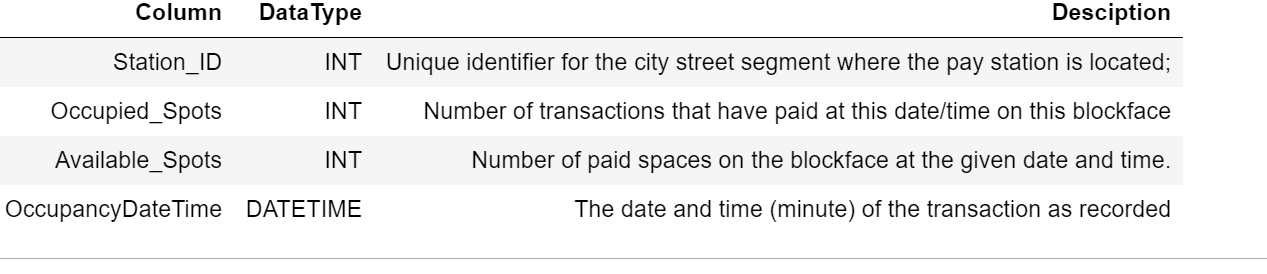 Column DataType Desciption
Station_ID INT Unique identifier for the city street segment where the pay station is located;
Occupied_Spots INT Number of transactions that have paid at this date/time on this blockface
Available_Spots INT Number of paid spaces on the blockface at the given date and time.
OccupancyDateTime DATETIME The date and time (minute) of the transaction as recorded